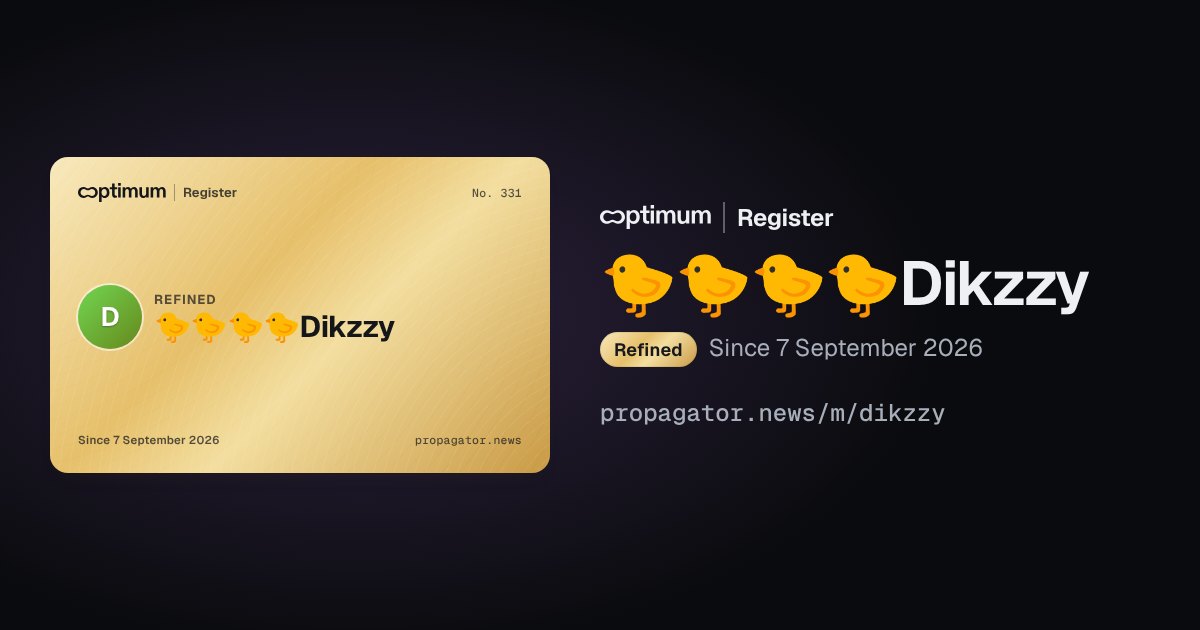 optimum | Register
No. 331
D
REFINED
🐤🐤🐤🐤Dikzzy
Since 7 September 2026
propagator.news
optimum | Register
🐤🐤🐤🐤Dikzzy
Refined
Since 7 September 2026
propagator.news/m/dikzzy